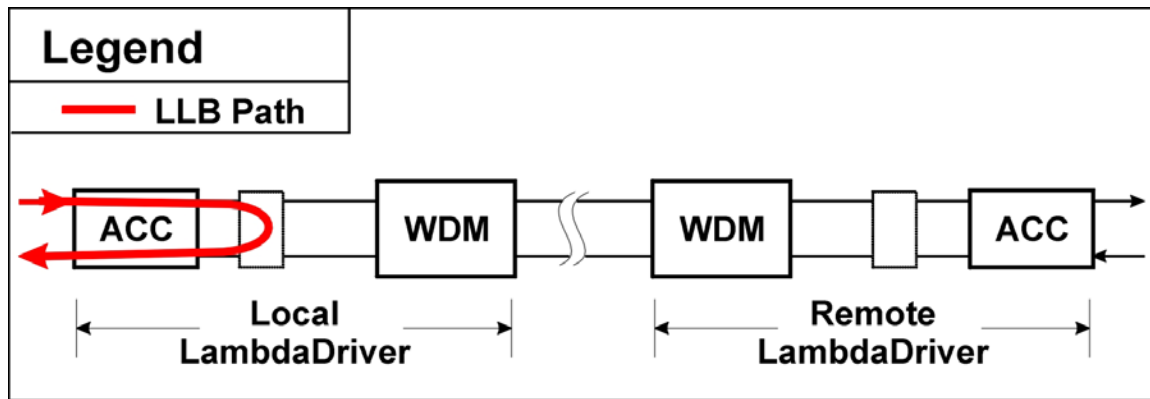 Legend
LLB Path
ACC
WDM
WDM
ACC
Local
LambdaDriver
Remote
LambdaDriver